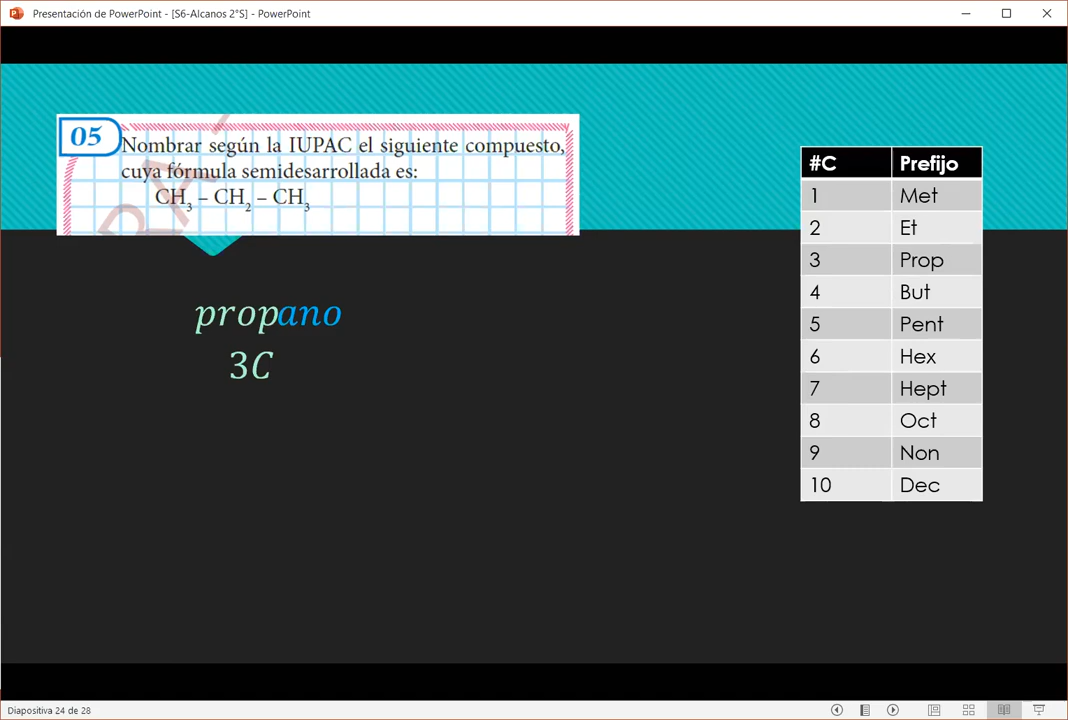 Presentación de PowerPoint - [S6-Alcanos 2°S] - PowerPoint
05
Nombrar según la IUPAC el siguiente compuesto,
cuya fórmula semidesarrollada es:
CH₃ – CH₂ – CH₃
propano
3C
#C Prefijo
1 Met
2 Et
3 Prop
4 But
5 Pent
6 Hex
7 Hept
8 Oct
9 Non
10 Dec
Diapositiva 24 de 28